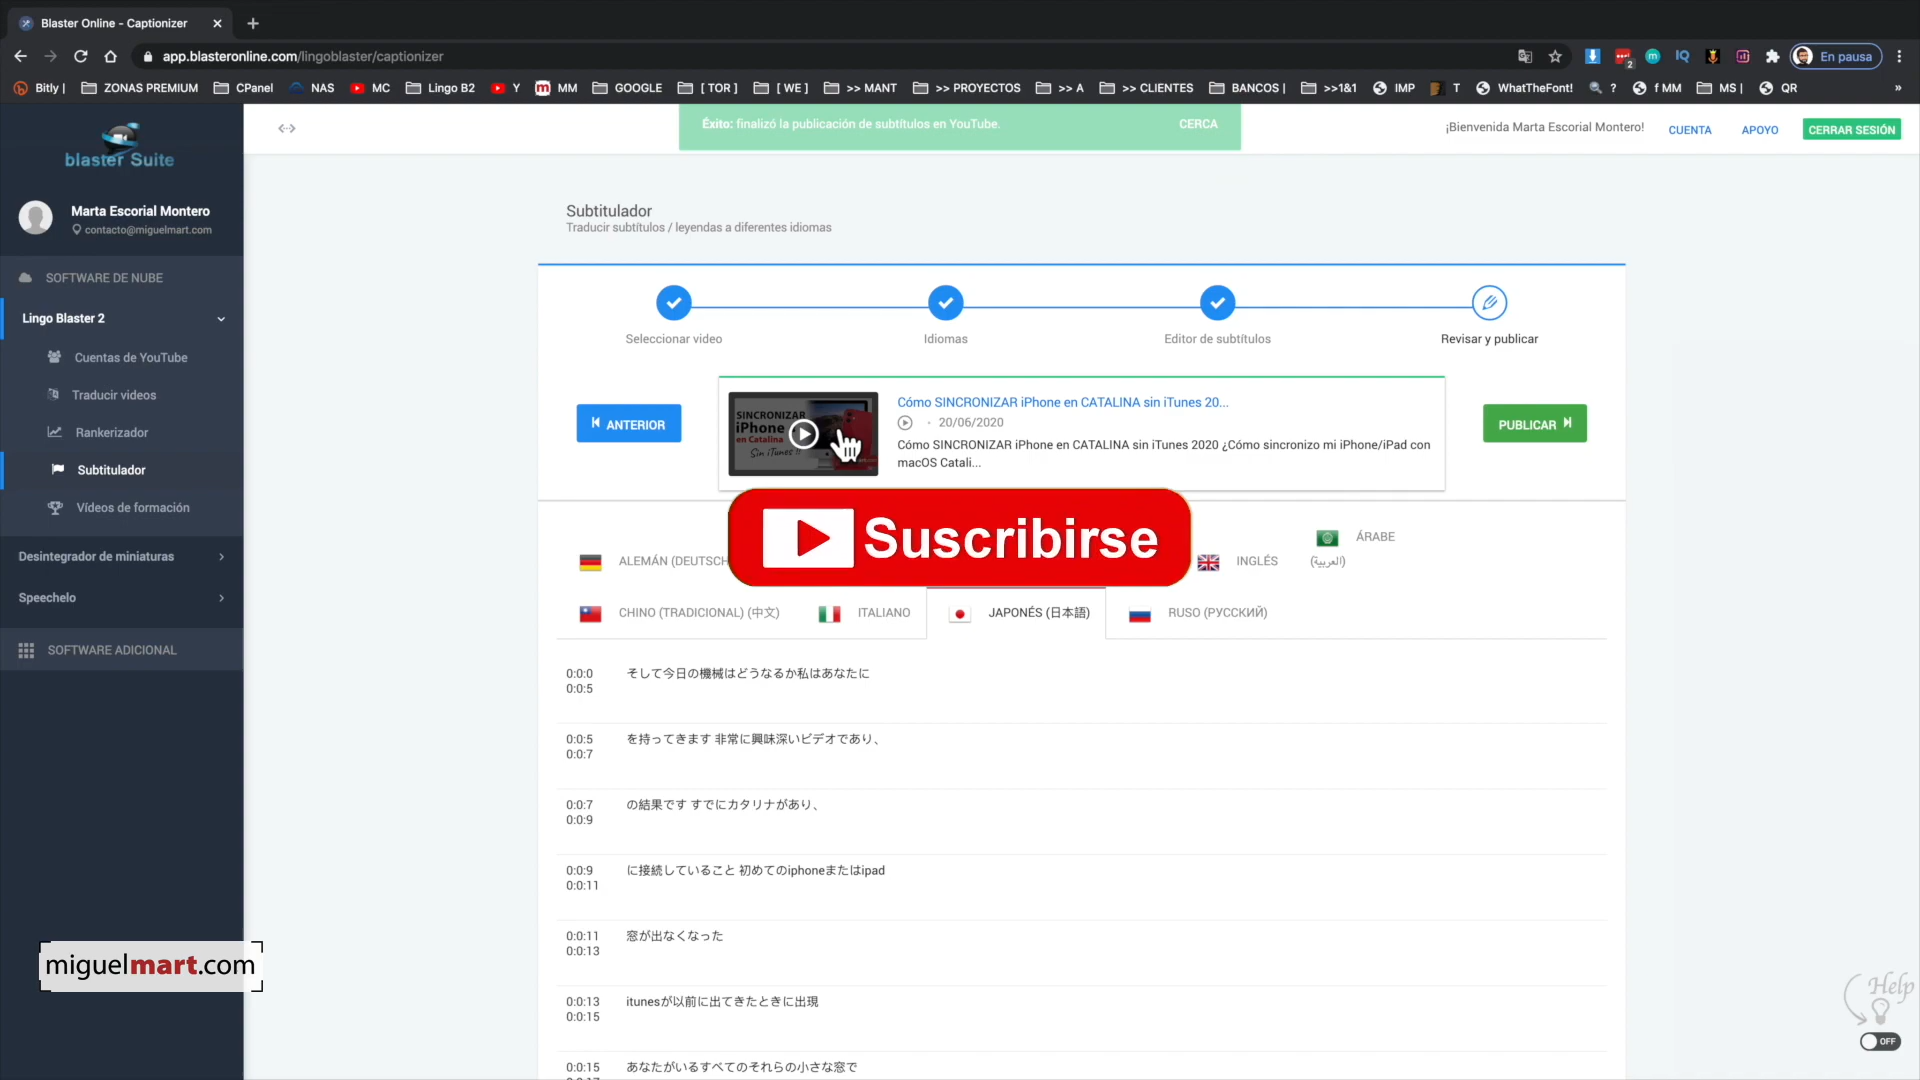 Blaster Online - Captionizer
app.blasteronline.com/lingoblaster/captionizer
2
IQ
En pausa
Bitly | ZONAS PREMIUM CPanel NAS MC Lingo B2 Y MM GOOGLE [ TOR ] [ WE ] >> MANT >> PROYECTOS >> A >> CLIENTES BANCOS | >>1&1 IMP T WhatTheFont! ? f MM MS | QR »
blaster Suite
Éxito: finalizó la publicación de subtítulos en YouTube. CERCA
¡Bienvenida Marta Escorial Montero! CUENTA APOYO CERRAR SESIÓN
Marta Escorial Montero
contacto@miguelmart.com
SOFTWARE DE NUBE
Lingo Blaster 2
Cuentas de YouTube
Traducir videos
Rankerizador
Subtitulador
Vídeos de formación
Desintegrador de miniaturas
Speechelo
SOFTWARE ADICIONAL
Subtitulador
Traducir subtítulos / leyendas a diferentes idiomas
Seleccionar video Idiomas Editor de subtítulos Revisar y publicar
ANTERIOR
SINCRONIZAR
iPhone
en Catalina
Sin iTunes
Cómo SINCRONIZAR iPhone en CATALINA sin iTunes 20...
- 20/06/2020
Cómo SINCRONIZAR iPhone en CATALINA sin iTunes 2020 ¿Cómo sincronizo mi iPhone/iPad con
macOS Catali...
PUBLICAR
Suscribirse
ALEMÁN (DEUTSCH
INGLÉS
ÁRABE
(العربية)
CHINO (TRADICIONAL) (中文) ITALIANO JAPONÉS (日本語) RUSO (РУССКИЙ)
0:0:0 そして今日の機械はどうなるか私はあなたに
0:0:5
0:0:5 を持ってきます 非常に興味深いビデオであり、
0:0:7
0:0:7 の結果です すでにカタリナがあり、
0:0:9
0:0:9 に接続していること 初めてのiphoneまたはipad
0:0:11
0:0:11 窓が出なくなった
0:0:13
0:0:13 itunesが以前に出てきたときに出現
0:0:15
0:0:15 あなたがいるすべてのそれらの小さな窓で
miguelmart.com
Help
OFF